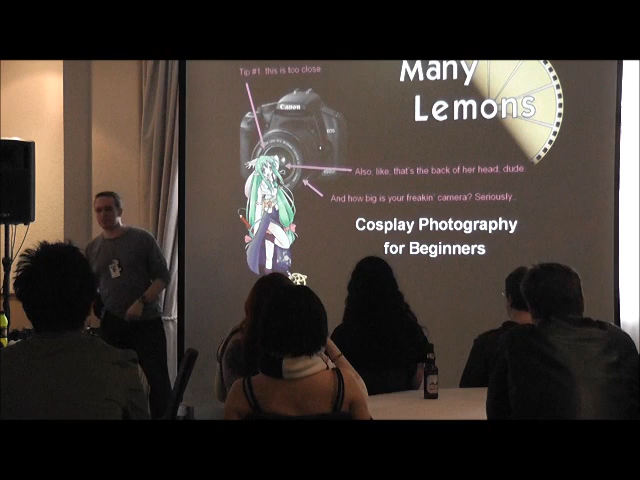 Tip #1: this is too close.
Many
Lemons
Canon
EOS
Also, like, that's the back of her head, dude.
And how big is your freakin' camera? Seriously.
Cosplay Photography
for Beginners